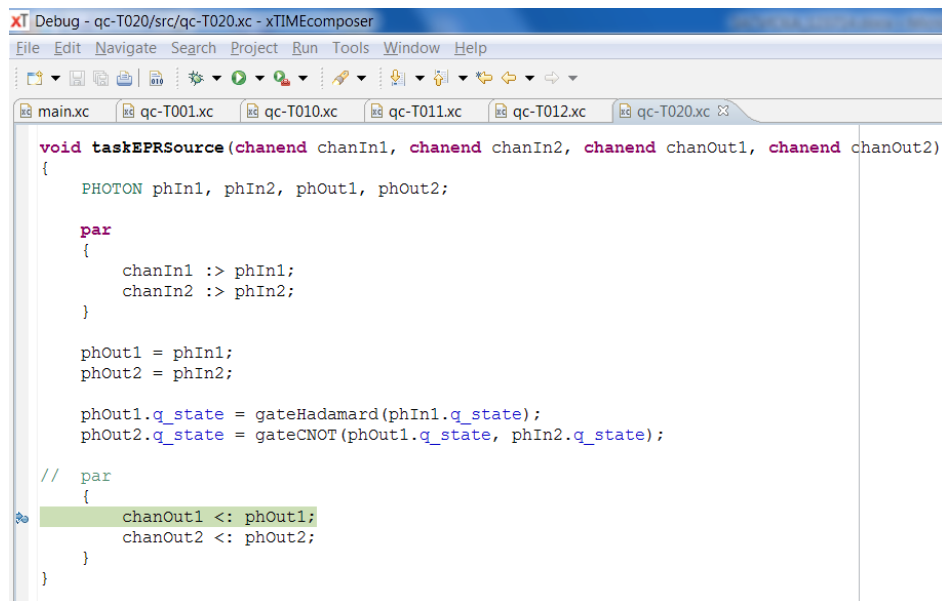 Debug - qc-T020/src/qc-T020.xc - xTIMEcomposer
File Edit Navigate Search Project Run Tools Window Help
main.xc qc-T001.xc qc-T010.xc qc-T011.xc qc-T012.xc qc-T020.xc
void taskEPRSource(chanend chanIn1, chanend chanIn2, chanend chanOut1, chanend chanOut2)
{
PHOTON phIn1, phIn2, phOut1, phOut2;
par
{
chanIn1 :> phIn1;
chanIn2 :> phIn2;
}
phOut1 = phIn1;
phOut2 = phIn2;
phOut1.q_state = gateHadamard(phIn1.q_state);
phOut2.q_state = gateCNOT(phOut1.q_state, phIn2.q_state);
// par
{
chanOut1 <: phOut1;
chanOut2 <: phOut2;
}
}